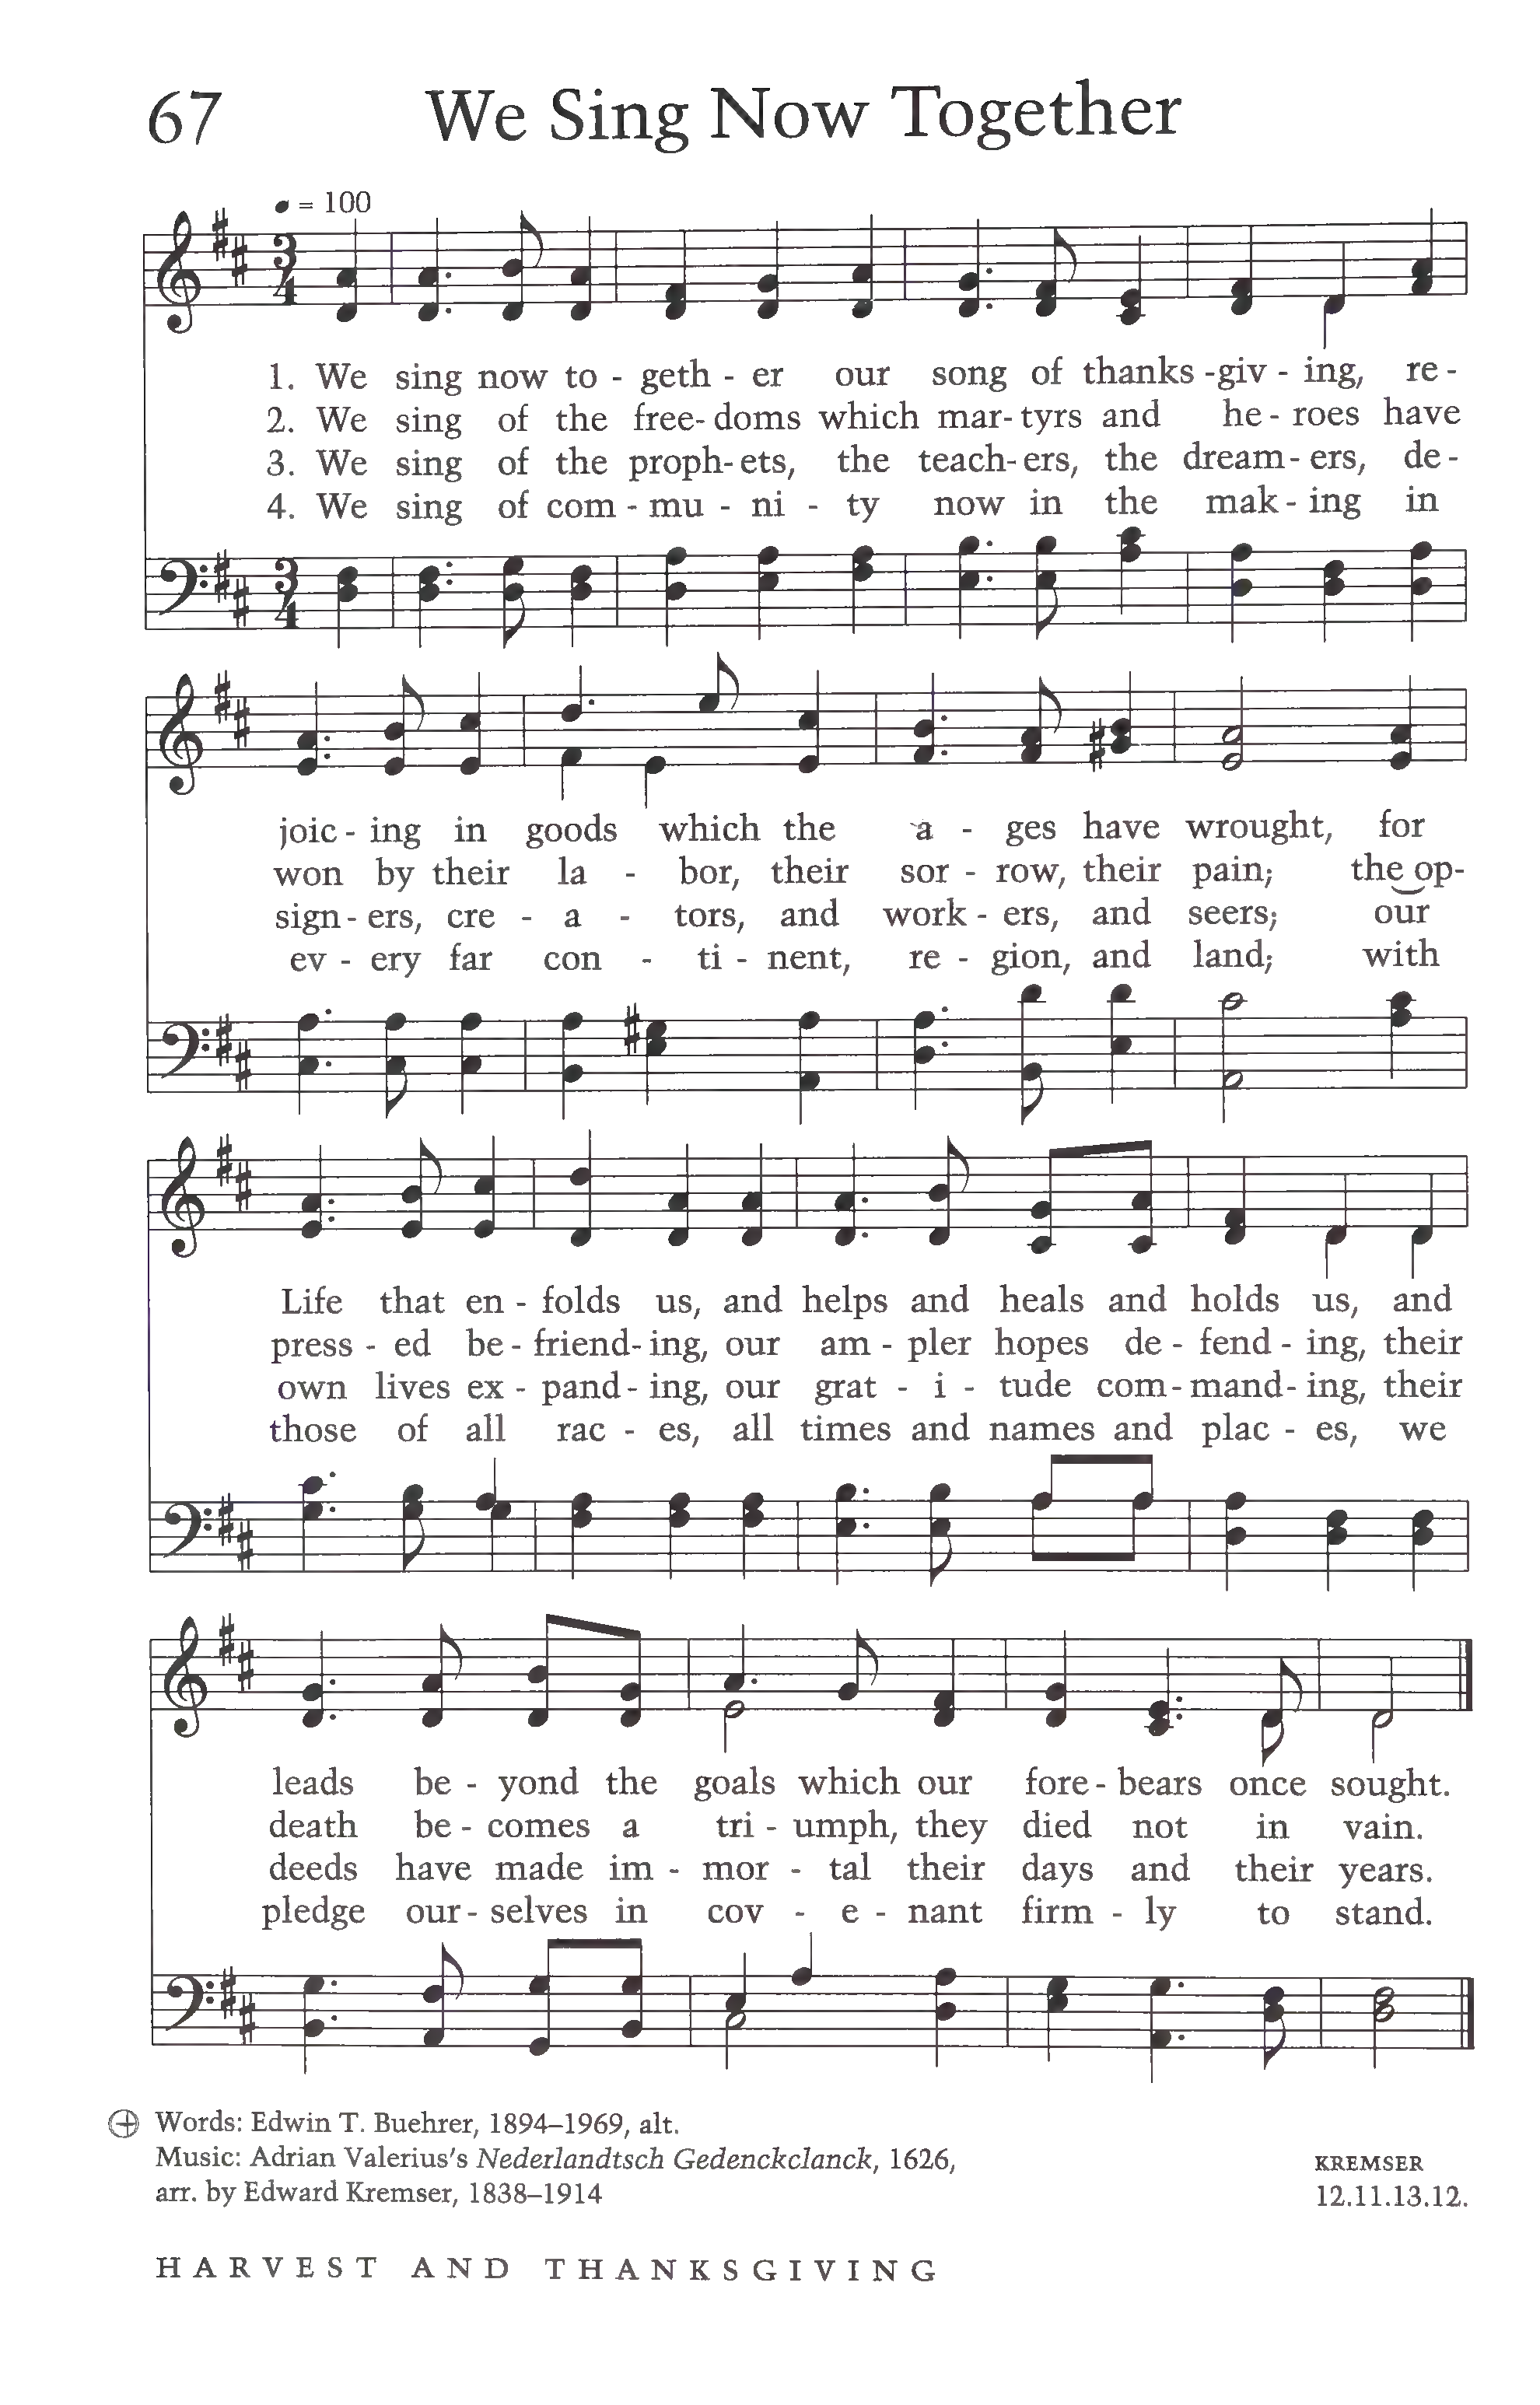 67 We Sing Now Together
= 100
3 4
1. We sing now to - geth - er our song of thanks -giv - ing, re -
2. We sing of the free- doms which mar- tyrs and he - roes have
3. We sing of the proph- ets, the teach- ers, the dream - ers, de -
4. We sing of com - mu - ni - ty now in the mak - ing in
3 4
joic - ing in goods which the a - ges have wrought, for
won by their la - bor, their sor - row, their pain; the op-
sign - ers, cre - a - tors, and work - ers, and seers; our
ev - ery far con - ti - nent, re - gion, and land; with
Life that en - folds us, and helps and heals and holds us, and
press - ed be - friend- ing, our am - pler hopes de - fend - ing, their
own lives ex - pand - ing, our grat - i - tude com - mand- ing, their
those of all rac - es, all times and names and plac - es, we
leads be - yond the goals which our fore - bears once sought.
death be - comes a tri - umph, they died not in vain.
deeds have made im - mor - tal their days and their years.
pledge our - selves in cov - e - nant firm - ly to stand.
Words: Edwin T. Buehrer, 1894–1969, alt.
Music: Adrian Valerius's Nederlandtsch Gedenckclanck, 1626,
arr. by Edward Kremser, 1838–1914
KREMSER
12.11.13.12.
HARVEST AND THANKSGIVING